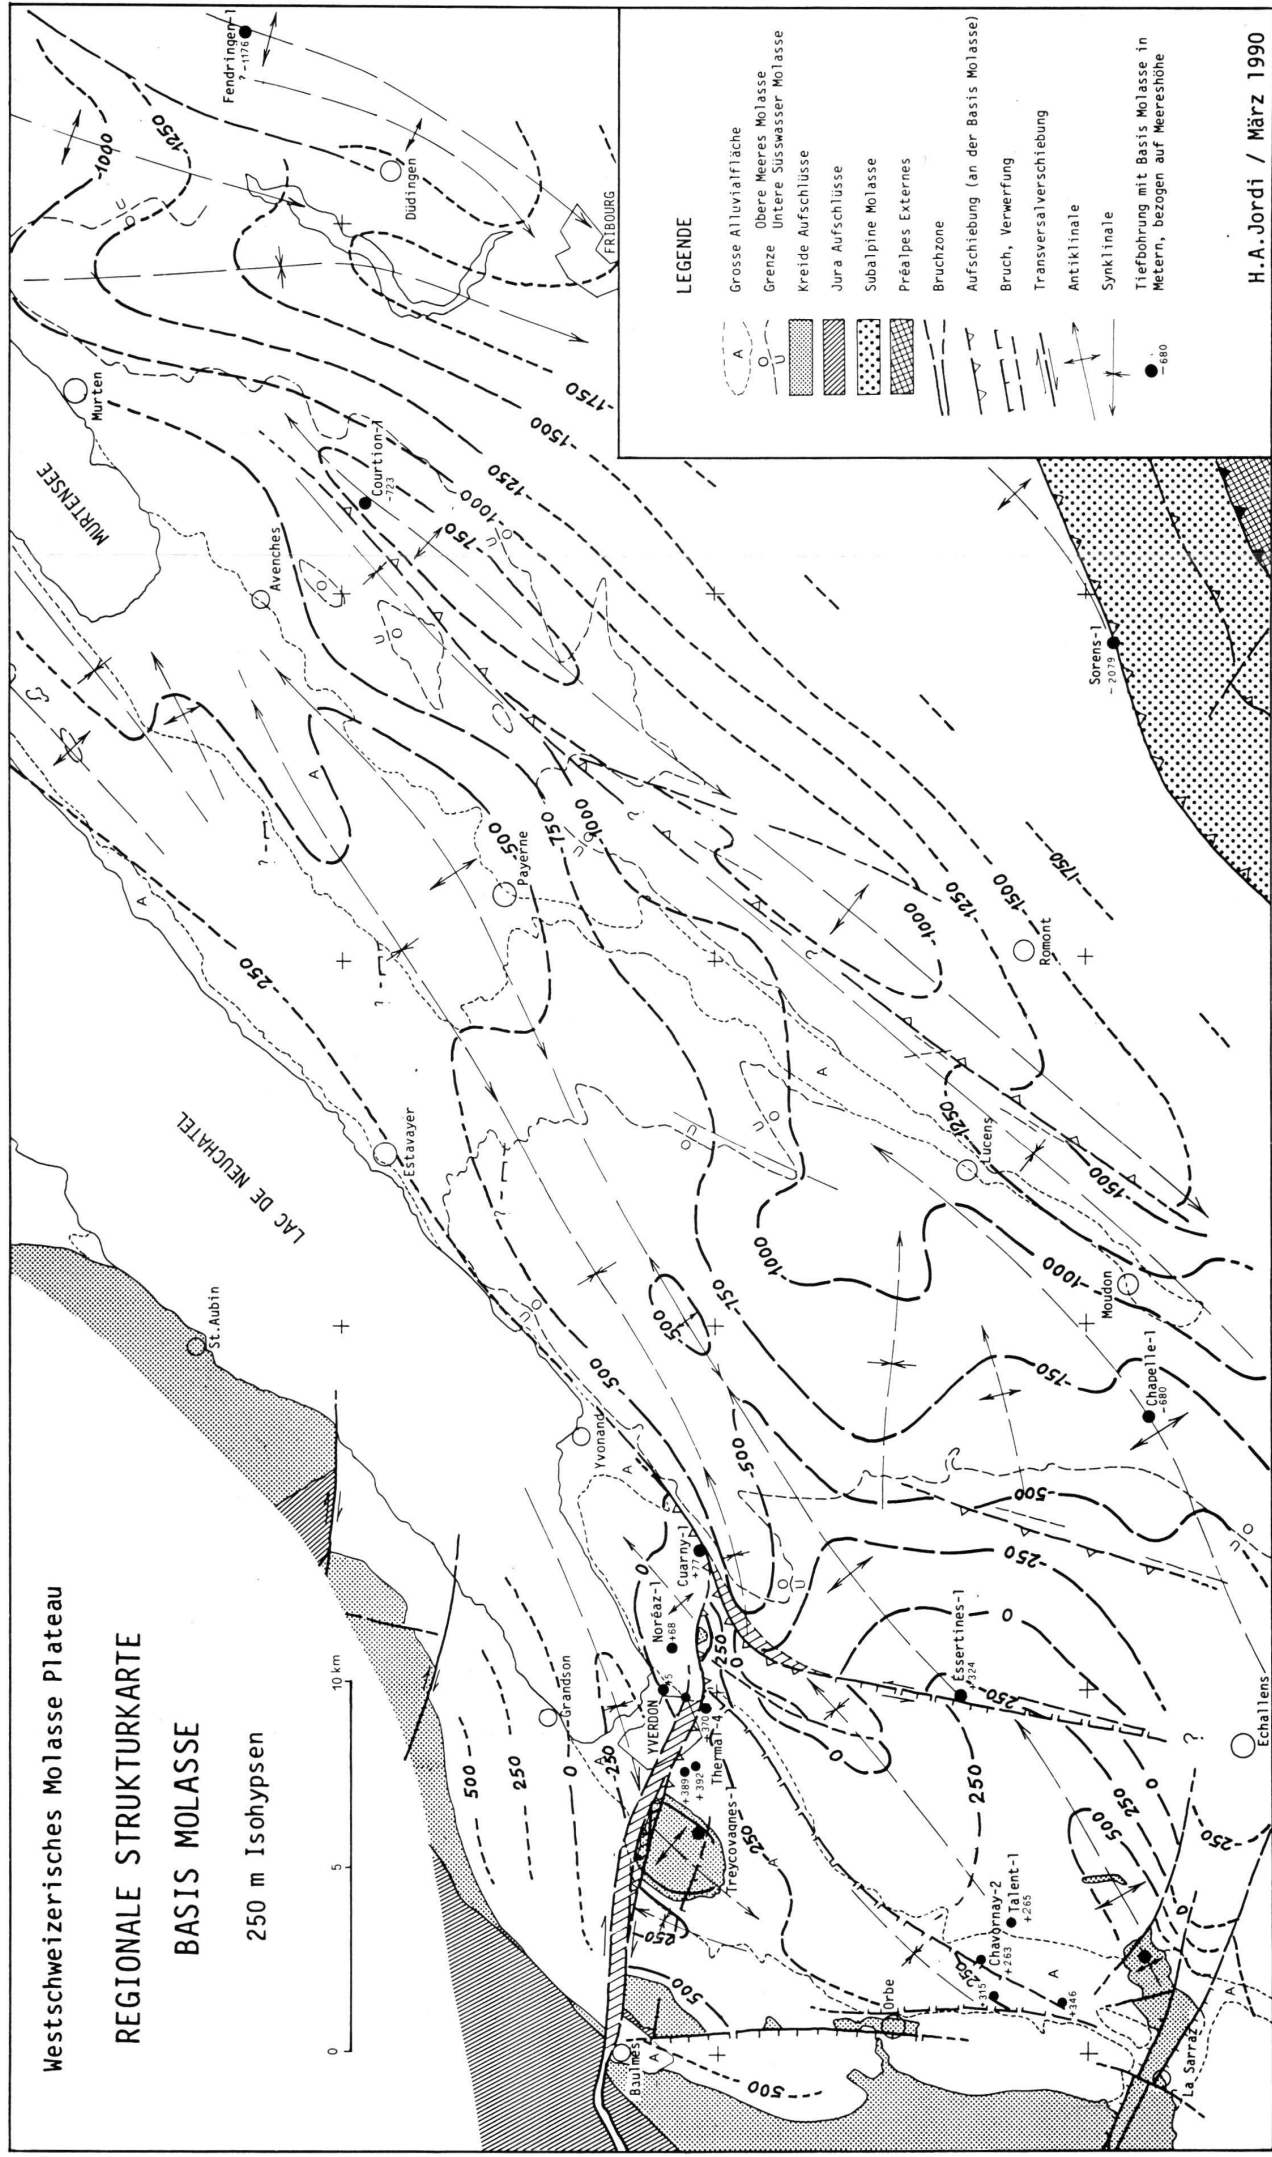 Westschweizerisches Molasse Plateau
REGIONALE STRUKTURKARTE
BASIS MOLASSE
250 m Isohypsen
0 5 10 km
LAC DE NEUCHATEL
MURTENSEE
St.Aubin
Estavayer
Yvonand
Grandson
YVERDON
Noréaz-1
+68
Cuarny-1
+77
Thermal-4
+370
+389
+392
Treycovagnes-1
Baulmes
Orbe
La Sarraz
Chavornay-2
+263
Talent-1
+265
+315
+346
Essertines-1
+324
Echallens
Chapelle-1
-680
Moudon
Lucens
Romont
Payerne
Avenches
Murten
Courtion-1
-723
Fendringen-1
? -1176
Düdingen
FRIBOURG
Sorens-1
-2079
500
250
0
-250
-250
-500
-750
-1000
-1250
-1500
-1750
LEGENDE
A Grosse Alluvialfläche
O U Grenze Obere Meeres Molasse
Untere Süsswasser Molasse
Kreide Aufschlüsse
Jura Aufschlüsse
Subalpine Molasse
Préalpes Externes
Bruchzone
Aufschiebung (an der Basis Molasse)
Bruch, Verwerfung
Transversalverschiebung
Antiklinale
Synklinale
-680 Tiefbohrung mit Basis Molasse in
Metern, bezogen auf Meereshöhe
H.A.Jordi / März 1990